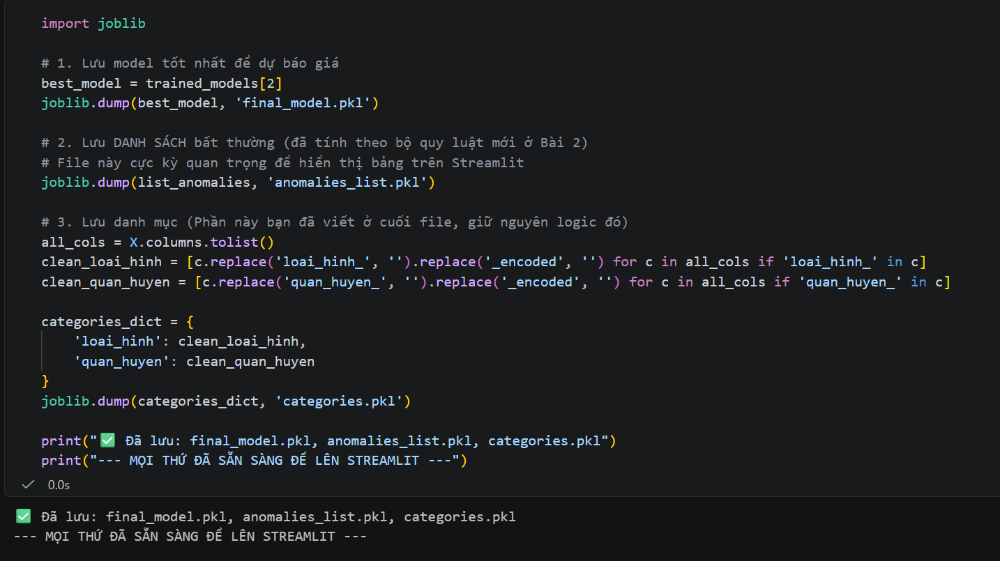 import joblib
# 1. Lưu model tốt nhất để dự báo giá
best_model = trained_models[2]
joblib.dump(best_model, 'final_model.pkl')
# 2. Lưu DANH SÁCH bất thường (đã tính theo bộ quy luật mới ở Bài 2)
# File này cực kỳ quan trọng để hiển thị bảng trên Streamlit
joblib.dump(list_anomalies, 'anomalies_list.pkl')
# 3. Lưu danh mục (Phần này bạn đã viết ở cuối file, giữ nguyên logic đó)
all_cols = X.columns.tolist()
clean_loai_hinh = [c.replace('loai_hinh_', '').replace('_encoded', '') for c in all_cols if 'loai_hinh_' in c]
clean_quan_huyen = [c.replace('quan_huyen_', '').replace('_encoded', '') for c in all_cols if 'quan_huyen_' in c]
categories_dict = {
    'loai_hinh': clean_loai_hinh,
    'quan_huyen': clean_quan_huyen
}
joblib.dump(categories_dict, 'categories.pkl')
print("✅ Đã lưu: final_model.pkl, anomalies_list.pkl, categories.pkl")
print("--- MỌI THỨ ĐÃ SẴN SÀNG ĐỂ LÊN STREAMLIT ---")
✓ 0.0s
✅ Đã lưu: final_model.pkl, anomalies_list.pkl, categories.pkl
--- MỌI THỨ ĐÃ SẴN SÀNG ĐỂ LÊN STREAMLIT ---